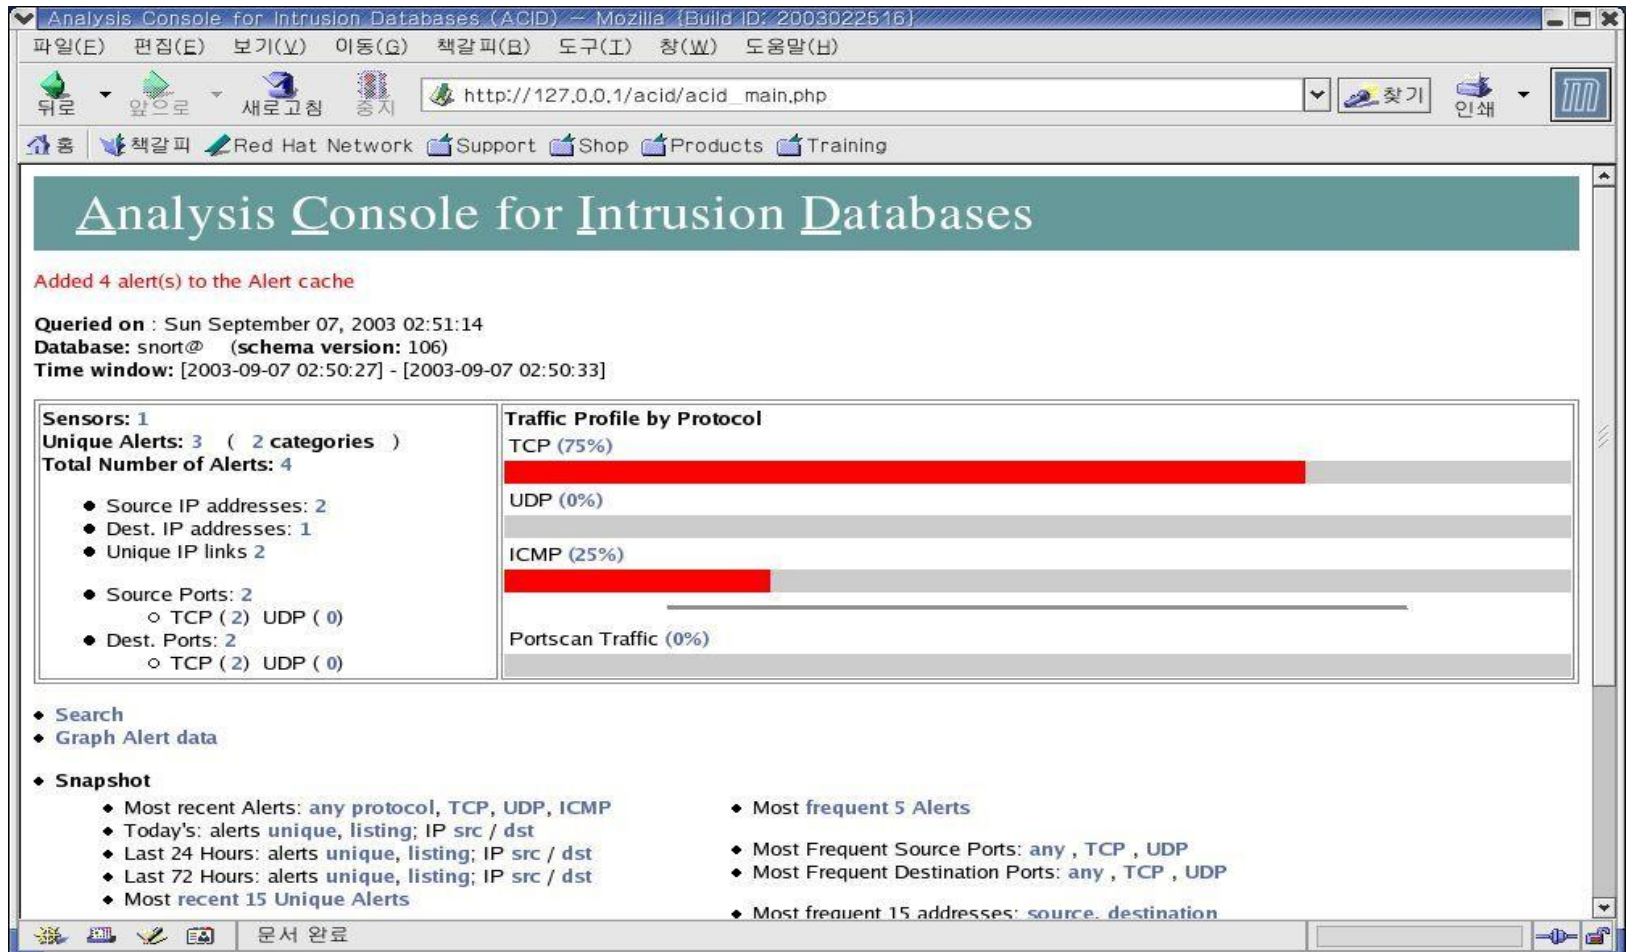 Analysis Console for Intrusion Databases (ACID) - Mozilla {Build ID: 2003022516}
파일(F) 편집(E) 보기(V) 이동(G) 책갈피(B) 도구(T) 창(W) 도움말(H)
뒤로 앞으로 새로고침 중지 http://127.0.0.1/acid/acid_main.php 찾기 인쇄
홈 책갈피 Red Hat Network Support Shop Products Training
Analysis Console for Intrusion Databases
Added 4 alert(s) to the Alert cache
Queried on : Sun September 07, 2003 02:51:14
Database: snort@ (schema version: 106)
Time window: [2003-09-07 02:50:27] - [2003-09-07 02:50:33]
Sensors: 1
Unique Alerts: 3 ( 2 categories )
Total Number of Alerts: 4
Source IP addresses: 2
Dest. IP addresses: 1
Unique IP links 2
Source Ports: 2
TCP ( 2) UDP ( 0)
Dest. Ports: 2
TCP ( 2) UDP ( 0)
Traffic Profile by Protocol
TCP (75%)
UDP (0%)
ICMP (25%)
Portscan Traffic (0%)
Search
Graph Alert data
Snapshot
Most recent Alerts: any protocol, TCP, UDP, ICMP
Today's: alerts unique, listing; IP src / dst
Last 24 Hours: alerts unique, listing; IP src / dst
Last 72 Hours: alerts unique, listing; IP src / dst
Most recent 15 Unique Alerts
Most frequent 5 Alerts
Most Frequent Source Ports: any , TCP , UDP
Most Frequent Destination Ports: any , TCP , UDP
Most frequent 15 addresses: source, destination
문서 완료